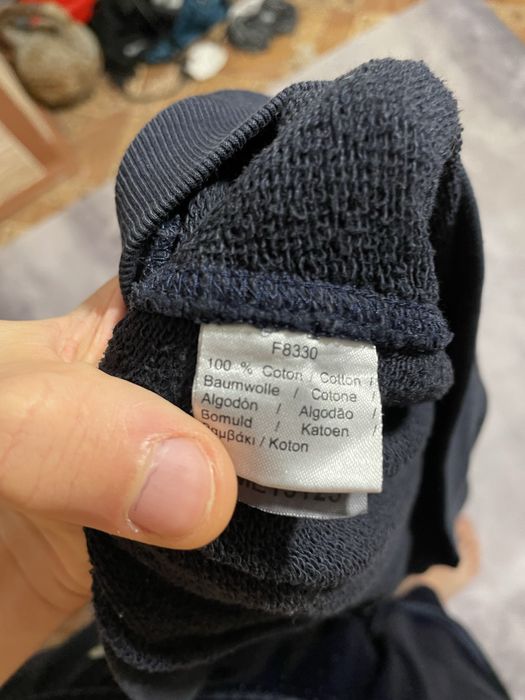 F8330
100 % Coton / Cotton /
Baumwolle / Cotone /
Algodón / Algodão /
Bomuld / Katoen /
Βαμβάκι / Koton